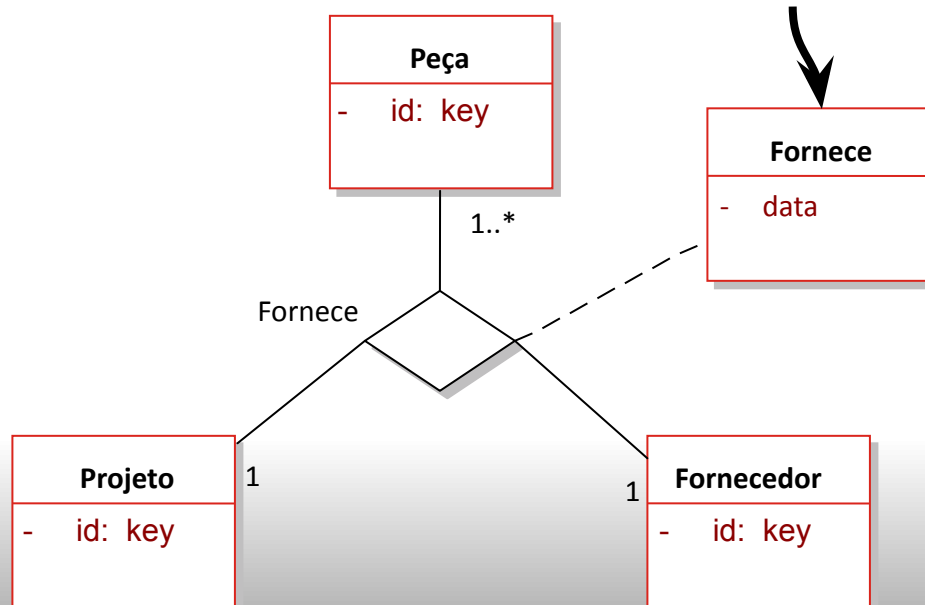 Peça
- id: key
Fornece
- data
1..*
Fornece
Projeto
- id: key
1
1
Fornecedor
- id: key